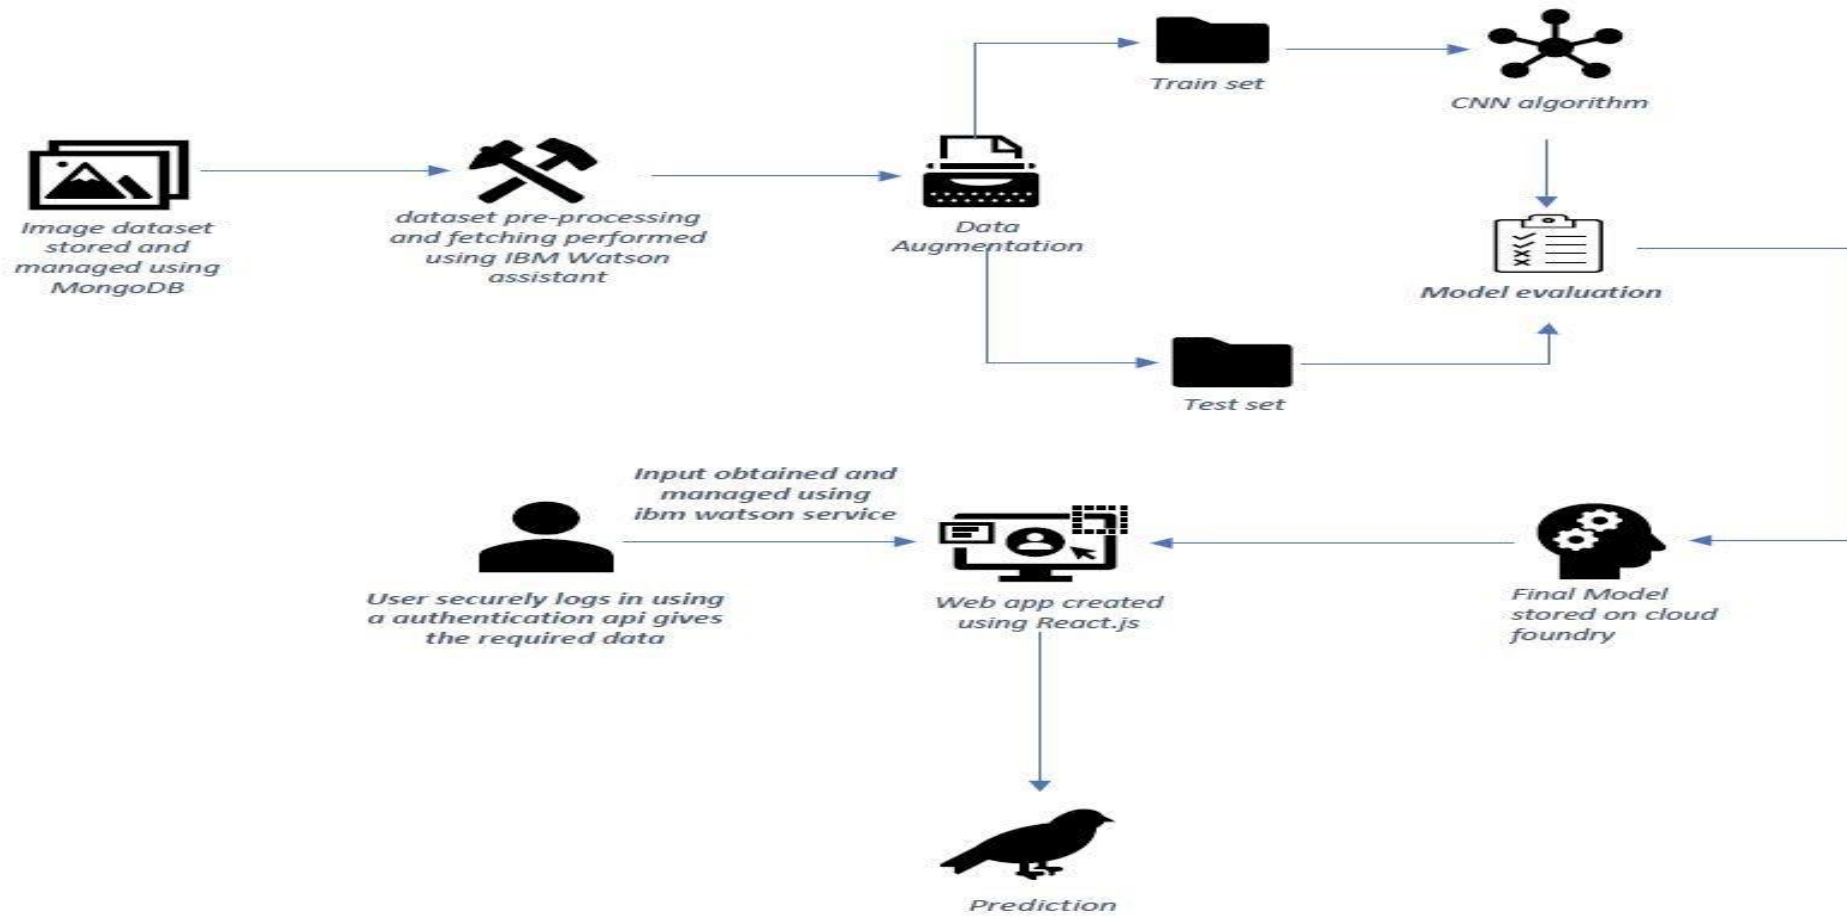 Train set
CNN algorithm
Image dataset
stored and
managed using
MongoDB
dataset pre-processing
and fetching performed
using IBM Watson
assistant
Data
Augmentation
Model evaluation
Test set
Input obtained and
managed using
ibm watson service
User securely logs in using
a authentication api gives
the required data
Web app created
using React.js
Final Model
stored on cloud
foundry
Prediction